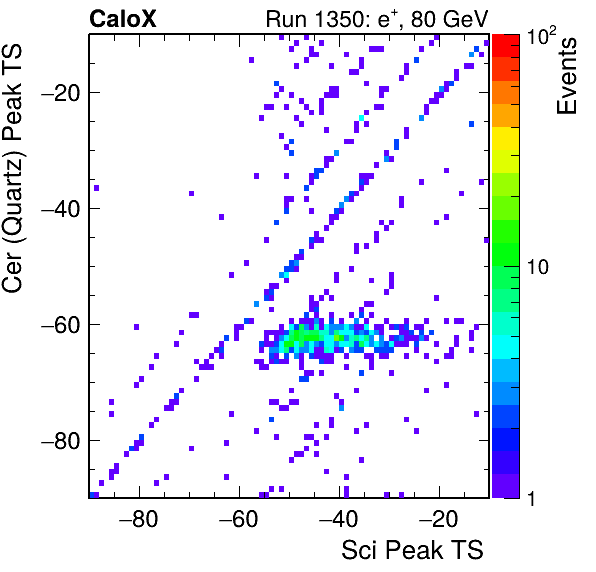 CaloX Run 1350: e+, 80 GeV
10²
Events
Cer (Quartz) Peak TS
−20
−40
10
−60
−80
1
−80 −60 −40 −20
Sci Peak TS